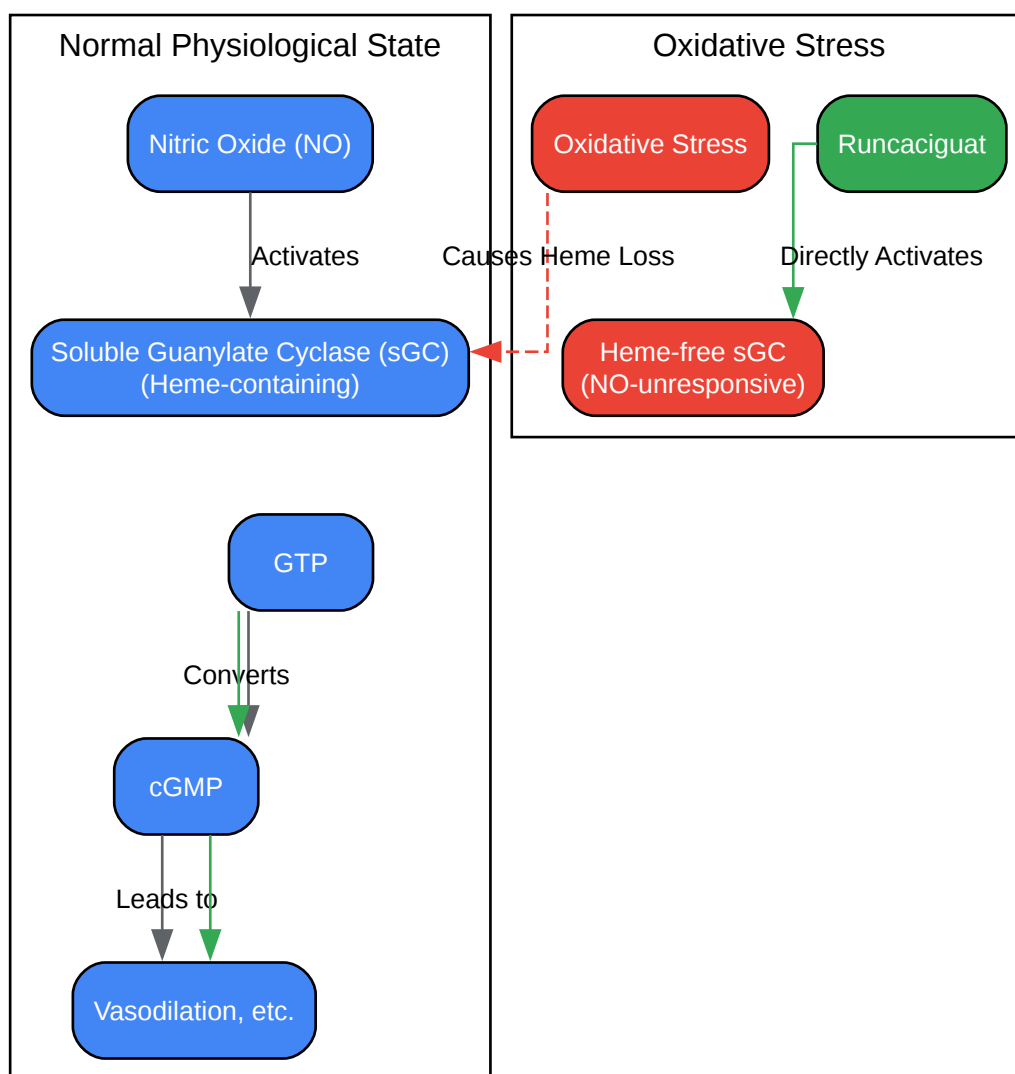 Normal Physiological State
Oxidative Stress
Nitric Oxide (NO)
Oxidative Stress
Runcaciguat
Activates
Causes Heme Loss
Directly Activates
Soluble Guanylate Cyclase (sGC)
(Heme-containing)
Heme-free sGC
(NO-unresponsive)
GTP
Converts
cGMP
Leads to
Vasodilation, etc.